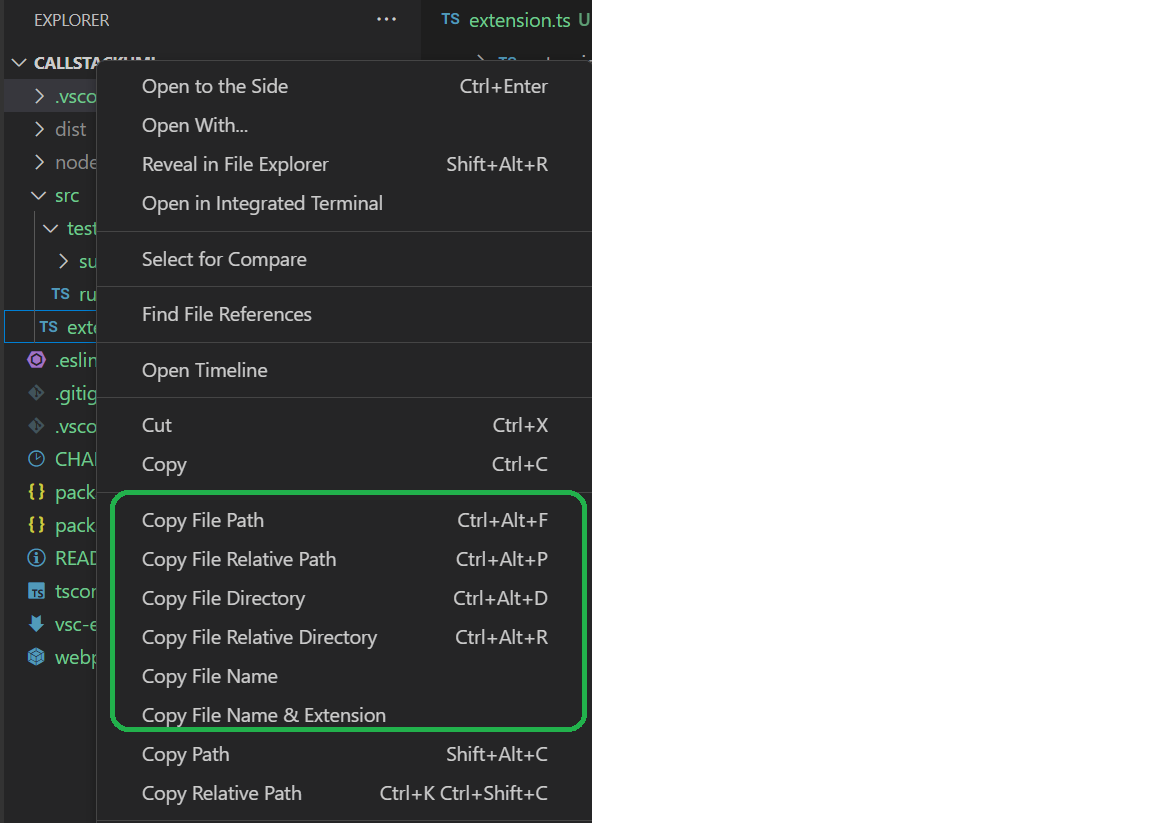 EXPLORER
···
TS extension.ts U
CALLSTACKUML
.vsco
dist
node
src
test
su
TS ru
TS exte
.eslin
.gitig
.vsco
CHA
{} pack
{} pack
READ
TS tscon
vsc-e
webp
Open to the Side Ctrl+Enter
Open With...
Reveal in File Explorer Shift+Alt+R
Open in Integrated Terminal
Select for Compare
Find File References
Open Timeline
Cut Ctrl+X
Copy Ctrl+C
Copy File Path Ctrl+Alt+F
Copy File Relative Path Ctrl+Alt+P
Copy File Directory Ctrl+Alt+D
Copy File Relative Directory Ctrl+Alt+R
Copy File Name
Copy File Name & Extension
Copy Path Shift+Alt+C
Copy Relative Path Ctrl+K Ctrl+Shift+C